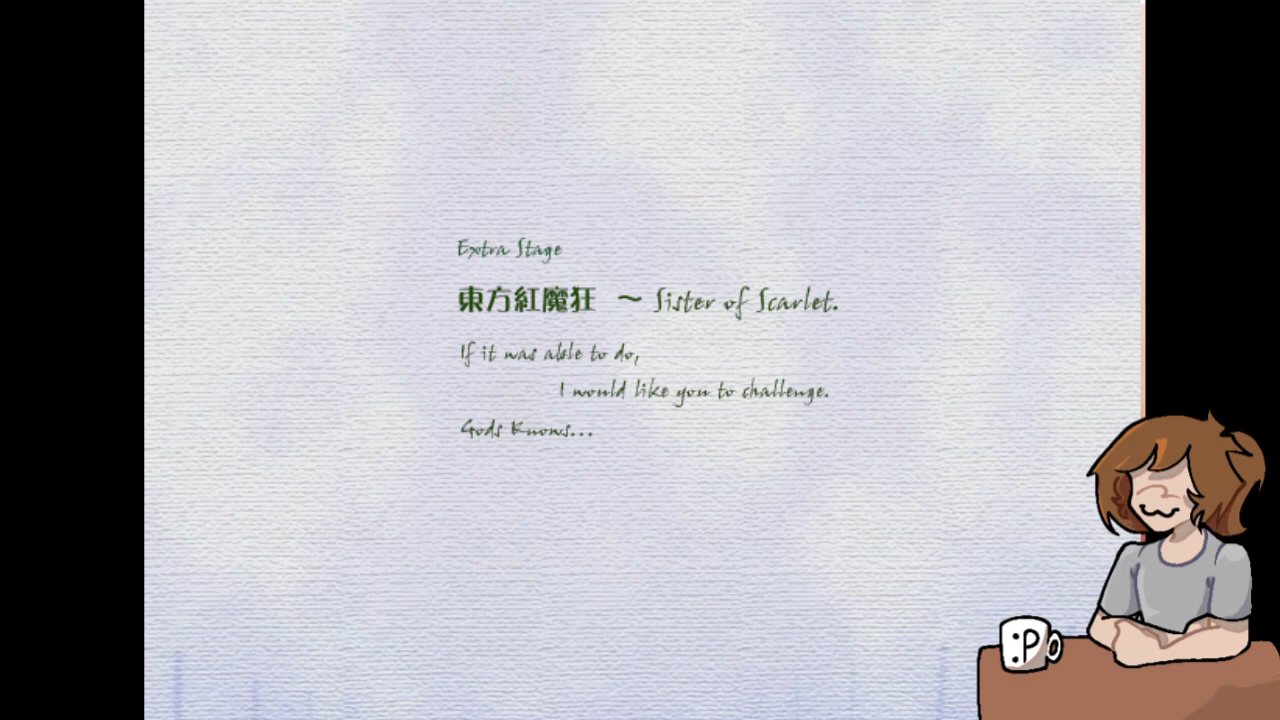 Extra Stage
東方紅魔狂 ～ Sister of Scarlet.
If it was able to do,
I would like you to challenge.
Gods Knows...
:P